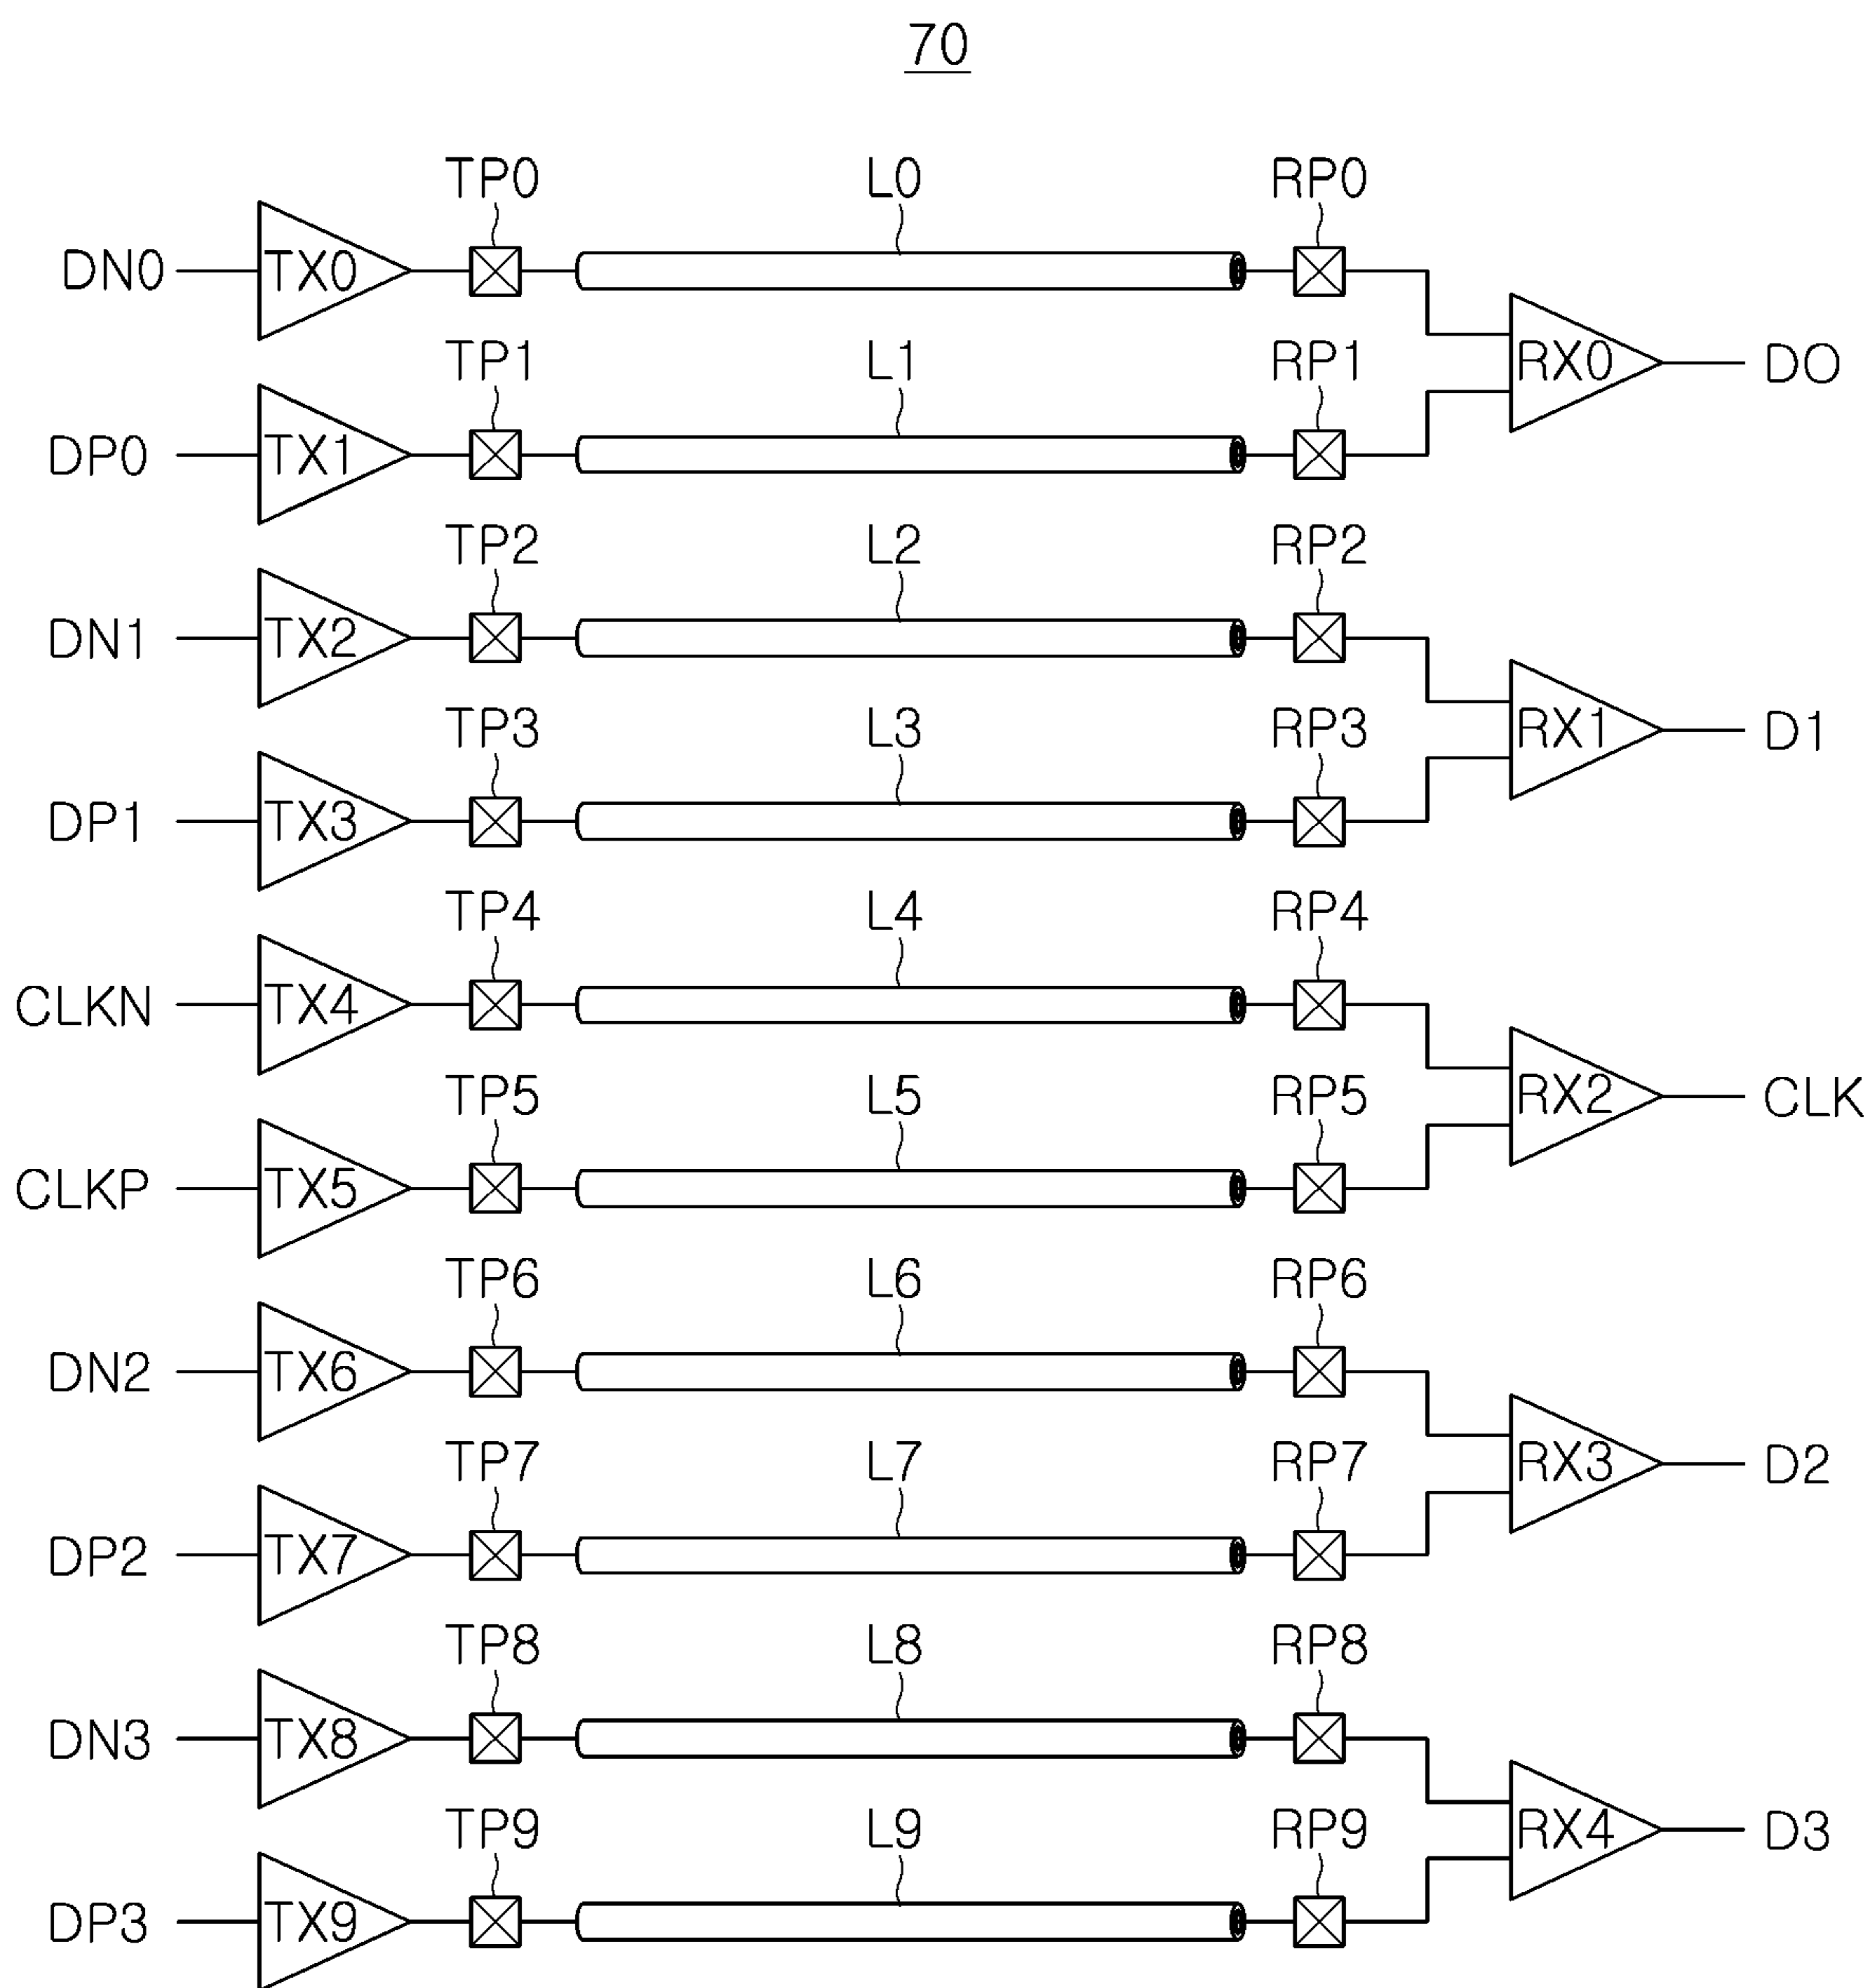 70
TP0 L0 RP0
DN0 TX0
TP1 L1 RP1
RX0 DO
DP0 TX1
TP2 L2 RP2
DN1 TX2
TP3 L3 RP3
RX1 D1
DP1 TX3
TP4 L4 RP4
CLKN TX4
TP5 L5 RP5
RX2 CLK
CLKP TX5
TP6 L6 RP6
DN2 TX6
TP7 L7 RP7
RX3 D2
DP2 TX7
TP8 L8 RP8
DN3 TX8
TP9 L9 RP9
RX4 D3
DP3 TX9